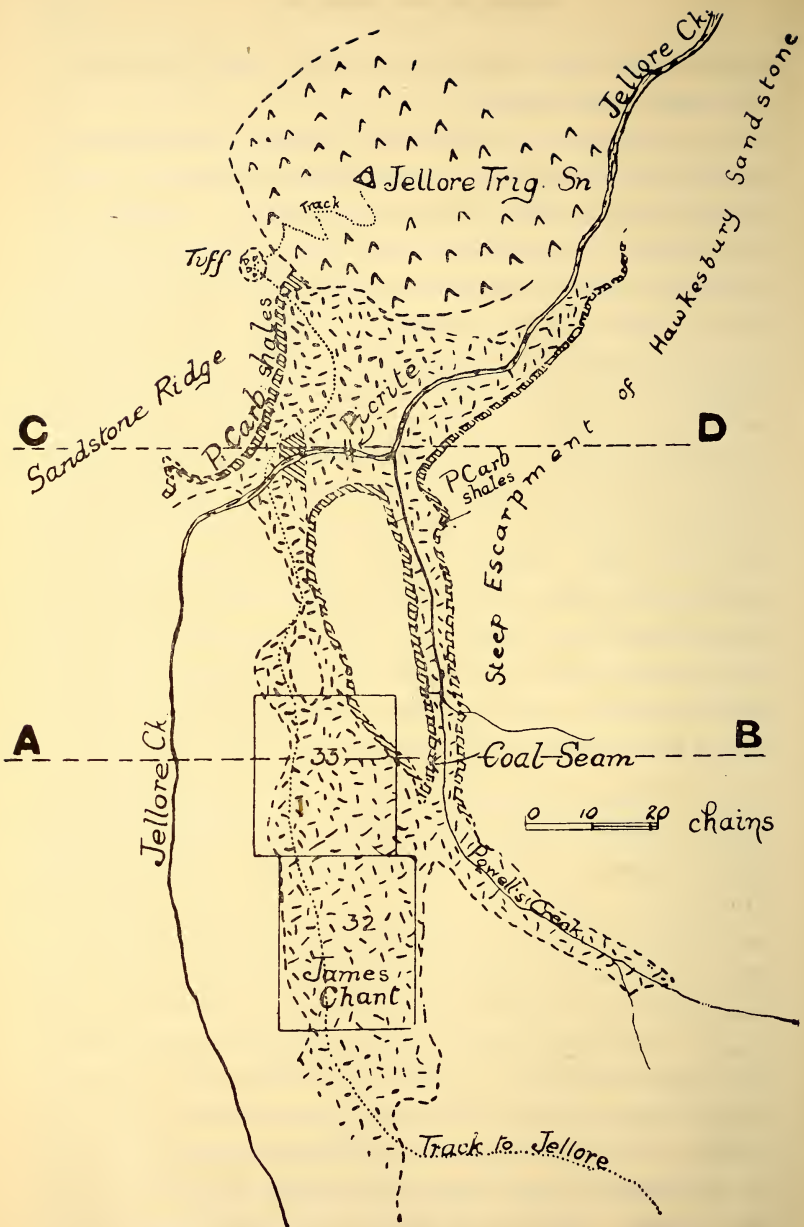 Jellore Ck.
Hawkesbury Sandstone
of
Steep Escarpment
Jellore Trig. Sn
Track
Tuff
P. Carb. shales
Sandstone Ridge
Picrite
C
D
P Carb
shales
A
B
33
Coal Seam
Jellore Ck.
0 10 20 chains
Powell's Creek
32
James
Chant
Track to Jellore